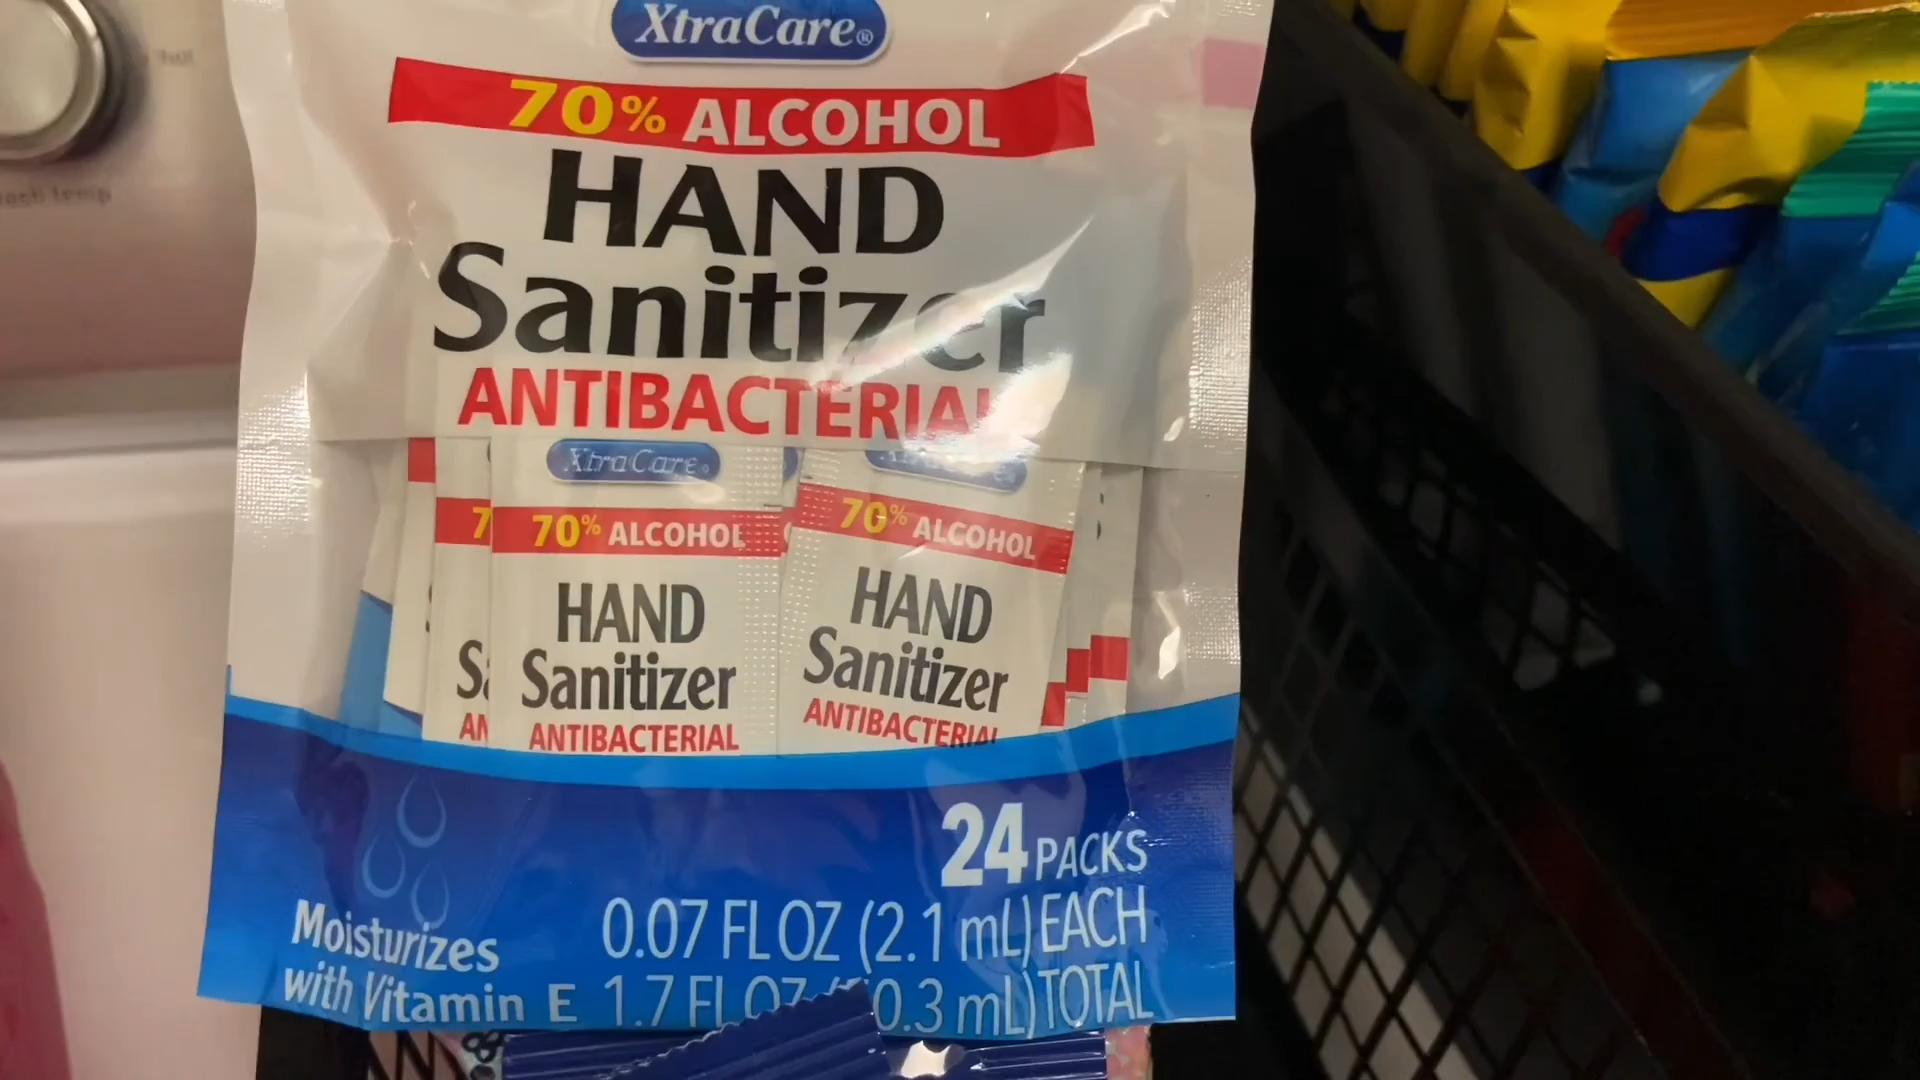 XtraCare®
70% ALCOHOL
HAND
Sanitizer
ANTIBACTERIAL
XtraCare®
70% ALCOHOL
HAND
Sanitizer
ANTIBACTERIAL
70% ALCOHOL
HAND
Sanitizer
ANTIBACTERIAL
24 PACKS
0.07 FL OZ (2.1 mL) EACH
1.7 FL OZ 0.3 mL) TOTAL
Moisturizes
with Vitamin E